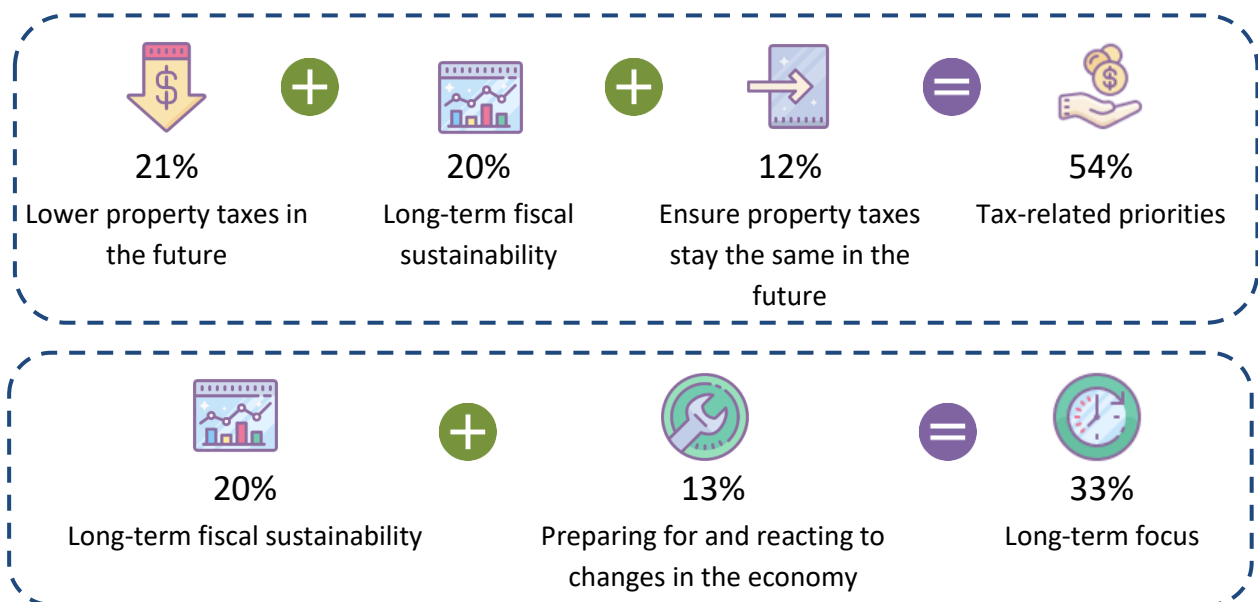 21%
20%
12%
54%
Lower property taxes in
the future
Long-term fiscal
sustainability
Ensure property taxes
stay the same in the
future
Tax-related priorities
20%
13%
33%
Long-term fiscal sustainability
Preparing for and reacting to
changes in the economy
Long-term focus